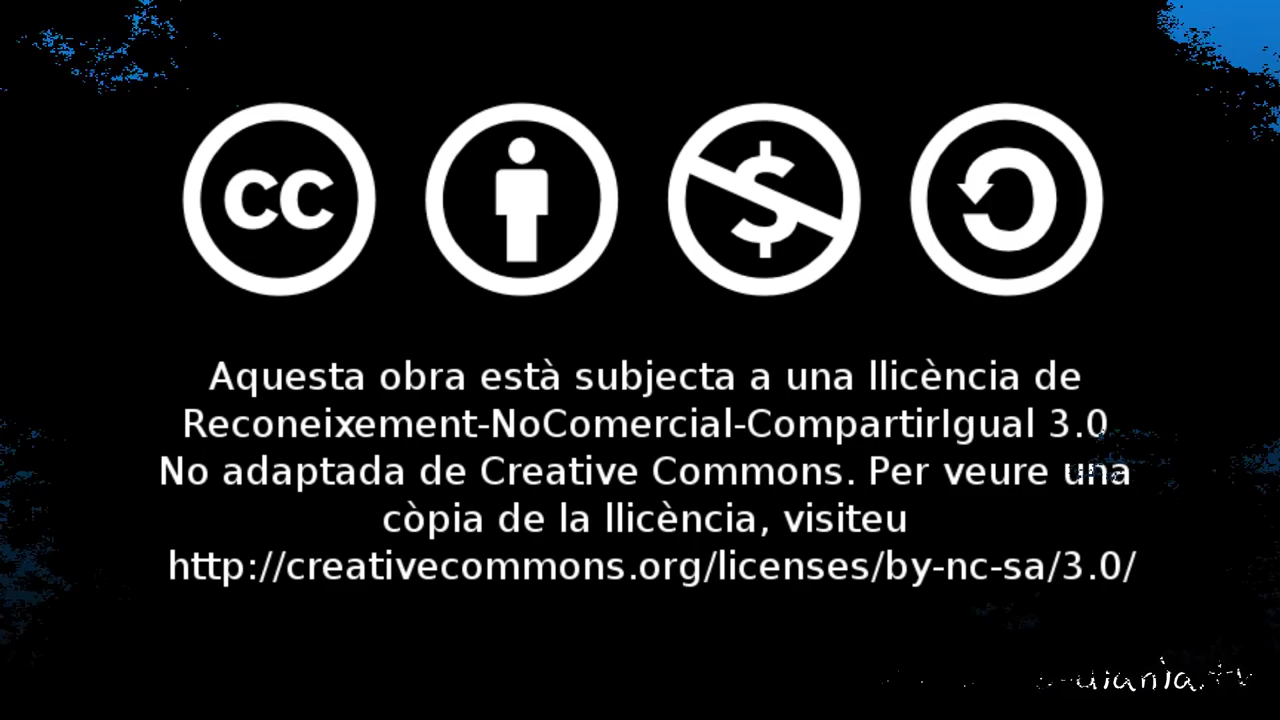 cc
Aquesta obra està subjecta a una llicència de
Reconeixement-NoComercial-CompartirIgual 3.0
No adaptada de Creative Commons. Per veure una
còpia de la llicència, visiteu
http://creativecommons.org/licenses/by-nc-sa/3.0/